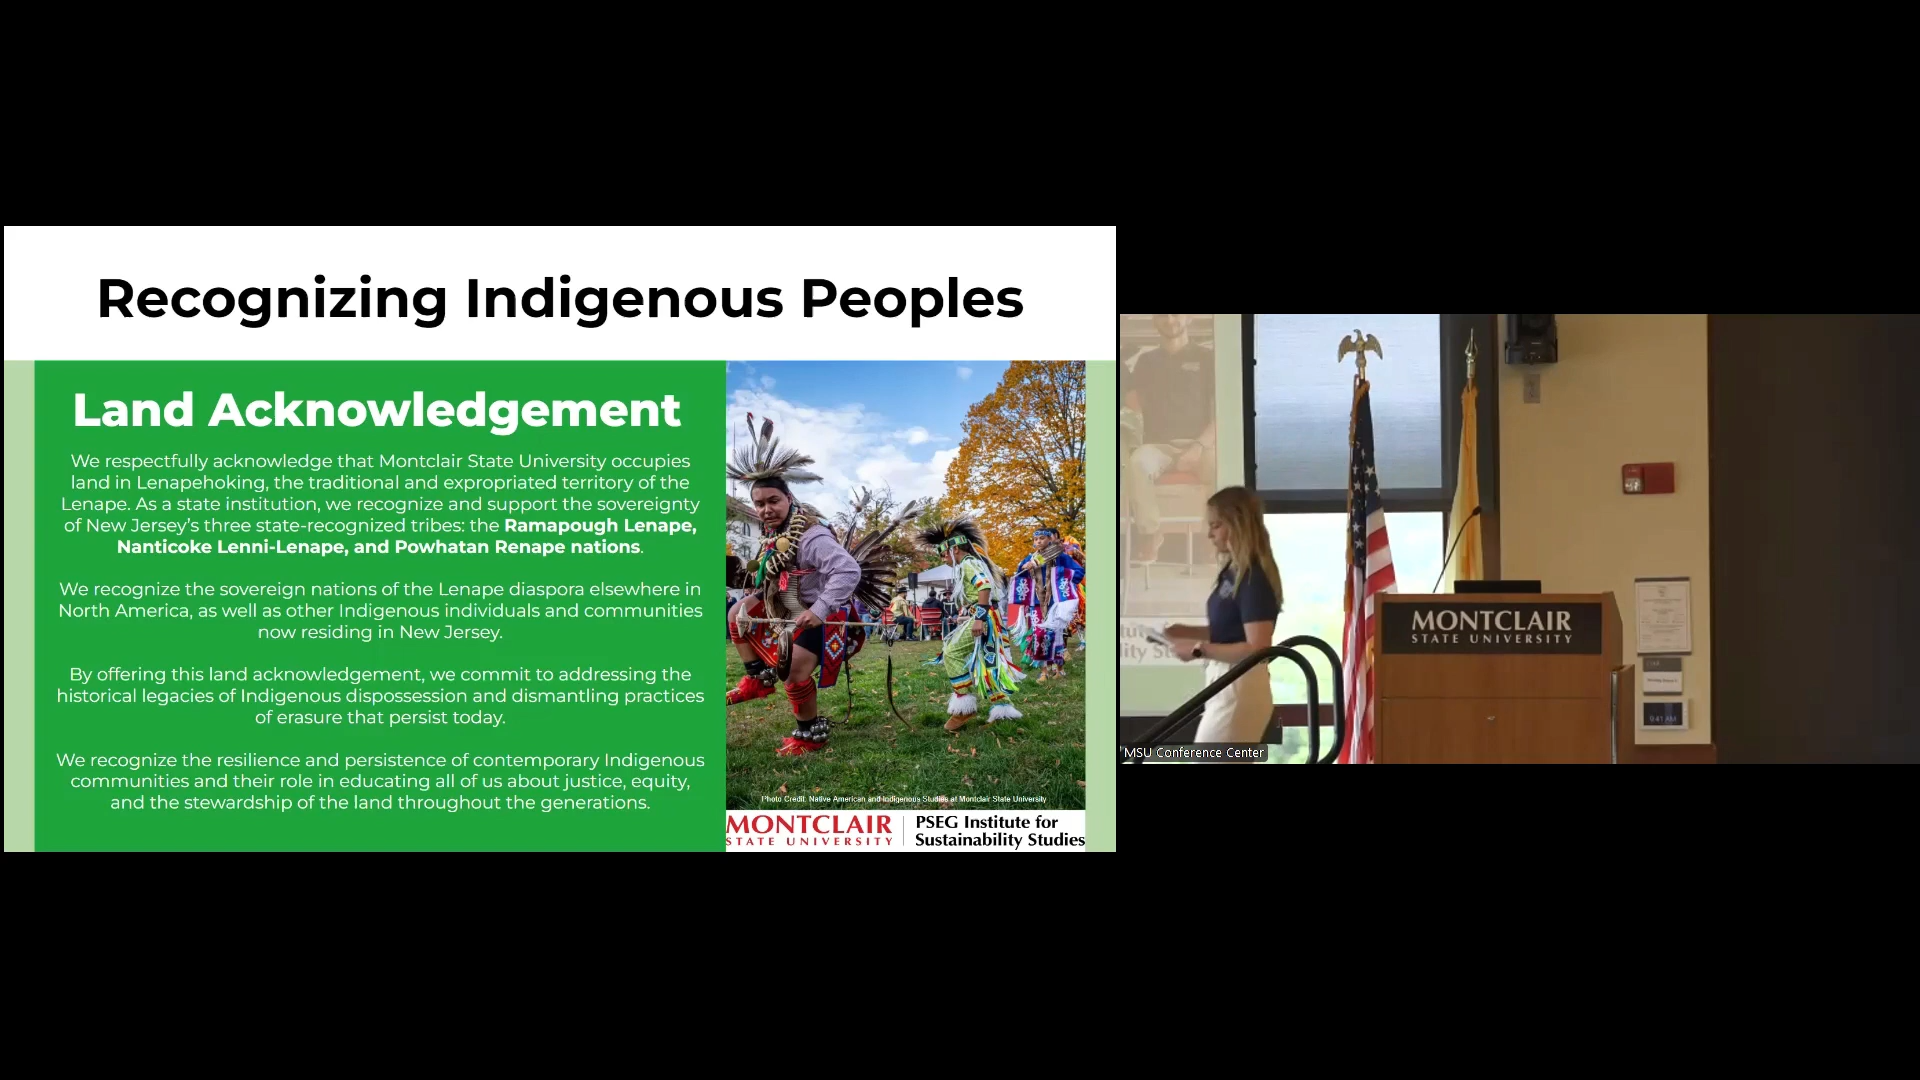 Recognizing Indigenous Peoples
Land Acknowledgement
We respectfully acknowledge that Montclair State University occupies
land in Lenapehoking, the traditional and expropriated territory of the
Lenape. As a state institution, we recognize and support the sovereignty
of New Jersey's three state-recognized tribes: the Ramapough Lenape,
Nanticoke Lenni-Lenape, and Powhatan Renape nations.
We recognize the sovereign nations of the Lenape diaspora elsewhere in
North America, as well as other Indigenous individuals and communities
now residing in New Jersey.
By offering this land acknowledgement, we commit to addressing the
historical legacies of Indigenous dispossession and dismantling practices
of erasure that persist today.
We recognize the resilience and persistence of contemporary Indigenous
communities and their role in educating all of us about justice, equity,
and the stewardship of the land throughout the generations.
Photo Credit: Native American and Indigenous Studies at Montclair State University
MONTCLAIR
STATE UNIVERSITY
PSEG Institute for
Sustainability Studies
MONTCLAIR
STATE UNIVERSITY
MSU Conference Center